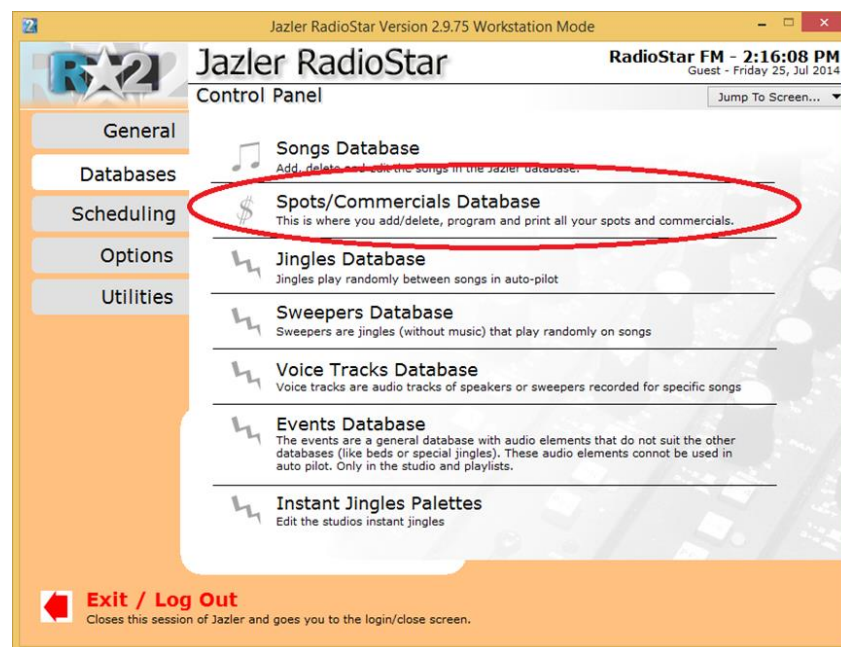 Jazler RadioStar Version 2.9.75 Workstation Mode
R 2
Jazler RadioStar
RadioStar FM - 2:16:08 PM
Guest - Friday 25, Jul 2014
Control Panel
Jump To Screen...
General
Databases
Scheduling
Options
Utilities
Songs Database
Add, delete and edit the songs in the Jazler database.
Spots/Commercials Database
This is where you add/delete, program and print all your spots and commercials.
Jingles Database
Jingles play randomly between songs in auto-pilot
Sweepers Database
Sweepers are jingles (without music) that play randomly on songs
Voice Tracks Database
Voice tracks are audio tracks of speakers or sweepers recorded for specific songs
Events Database
The events are a general database with audio elements that do not suit the other
databases (like beds or special jingles). These audio elements connot be used in
auto pilot. Only in the studio and playlists.
Instant Jingles Palettes
Edit the studios instant jingles
Exit / Log Out
Closes this session of Jazler and goes you to the login/close screen.